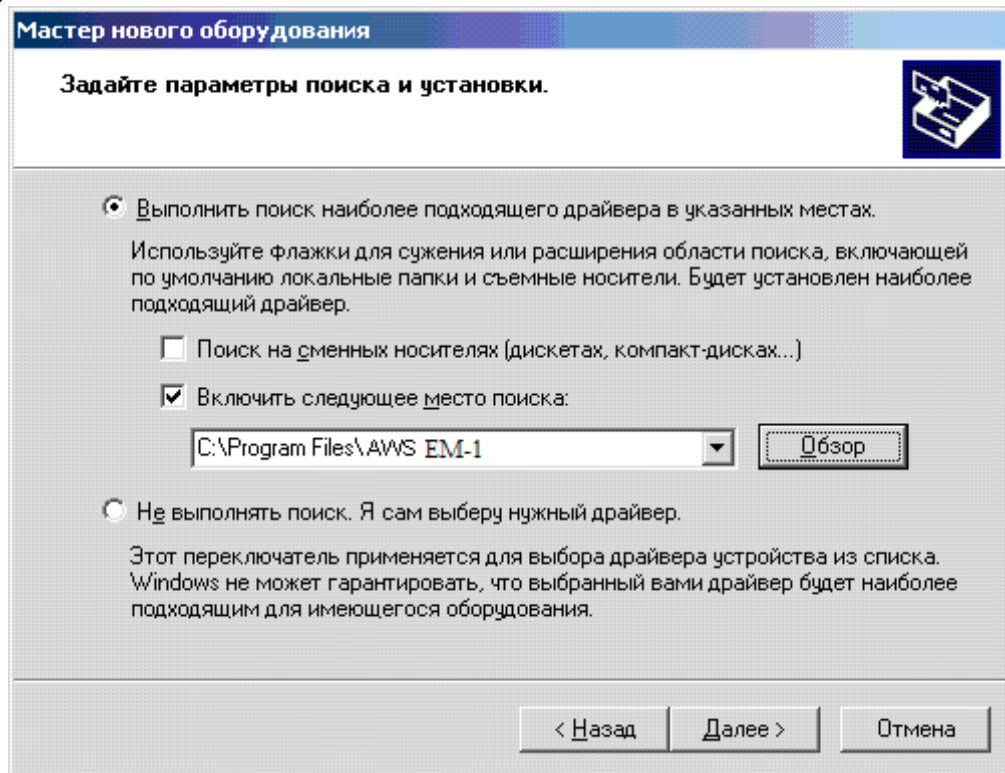 Мастер нового оборудования
Задайте параметры поиска и установки.
Выполнить поиск наиболее подходящего драйвера в указанных местах.
Используйте флажки для сужения или расширения области поиска, включающей
по умолчанию локальные папки и съемные носители. Будет установлен наиболее
подходящий драйвер.
Поиск на сменных носителях (дискетах, компакт-дисках...)
Включить следующее место поиска:
C:\Program Files\AWS EM-1
Обзор
Не выполнять поиск. Я сам выберу нужный драйвер.
Этот переключатель применяется для выбора драйвера устройства из списка.
Windows не может гарантировать, что выбранный вами драйвер будет наиболее
подходящим для имеющегося оборудования.
< Назад Далее > Отмена